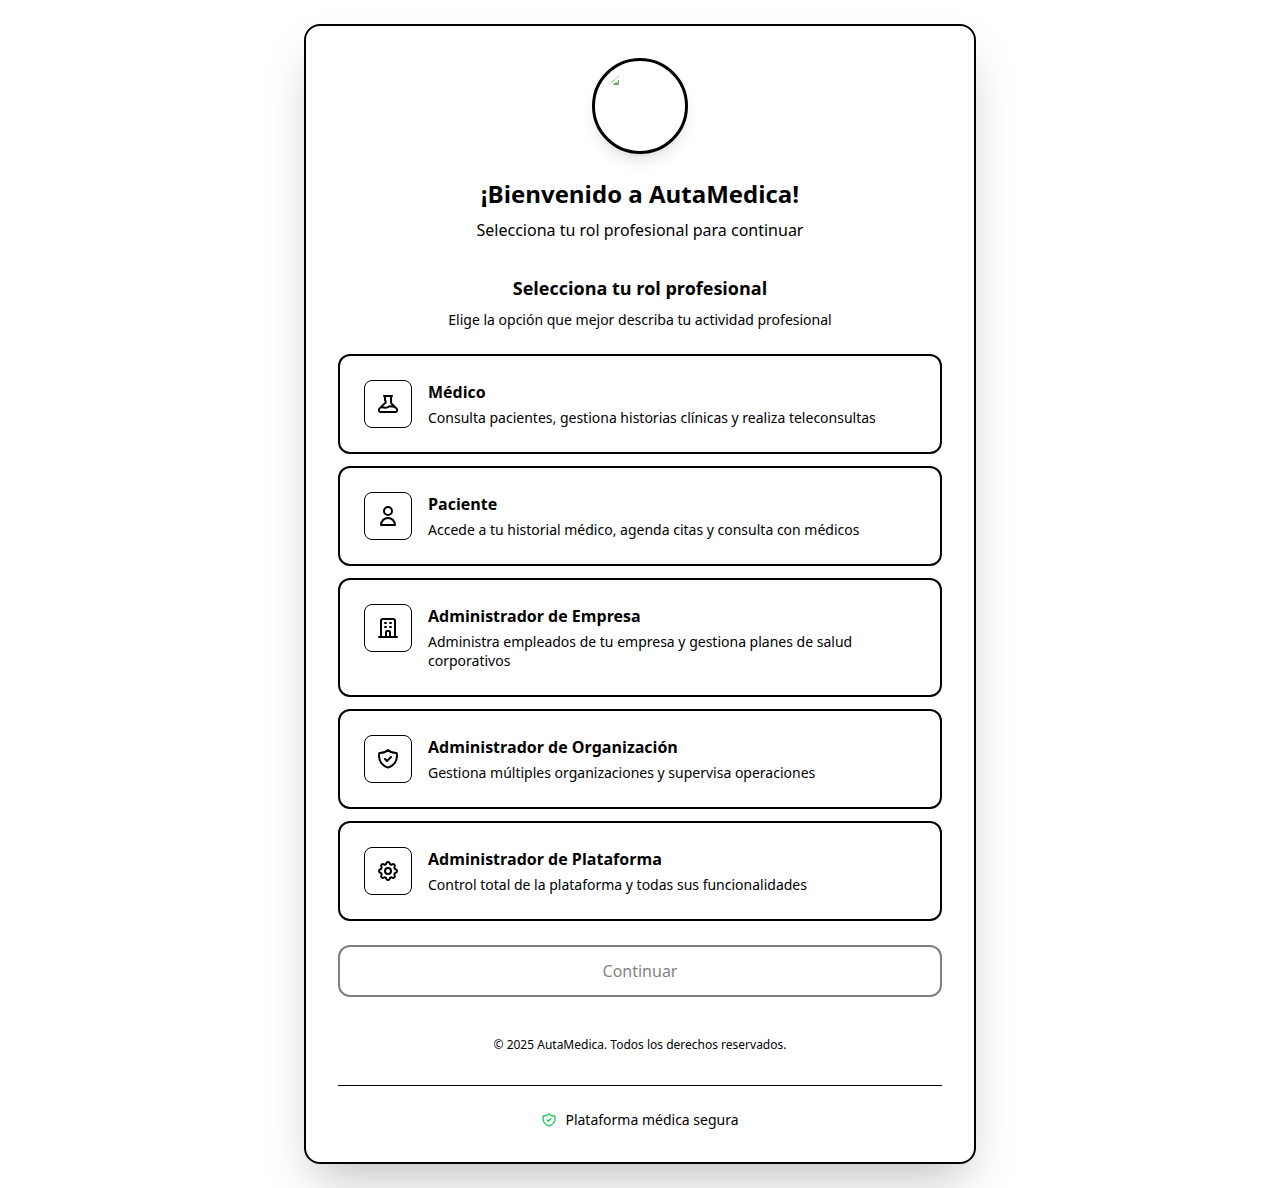 ¡Bienvenido a AutaMedica!
Selecciona tu rol profesional para continuar
Selecciona tu rol profesional
Elige la opción que mejor describa tu actividad profesional
Médico
Consulta pacientes, gestiona historias clínicas y realiza teleconsultas
Paciente
Accede a tu historial médico, agenda citas y consulta con médicos
Administrador de Empresa
Administra empleados de tu empresa y gestiona planes de salud
corporativos
Administrador de Organización
Gestiona múltiples organizaciones y supervisa operaciones
Administrador de Plataforma
Control total de la plataforma y todas sus funcionalidades
Continuar
© 2025 AutaMedica. Todos los derechos reservados.
Plataforma médica segura